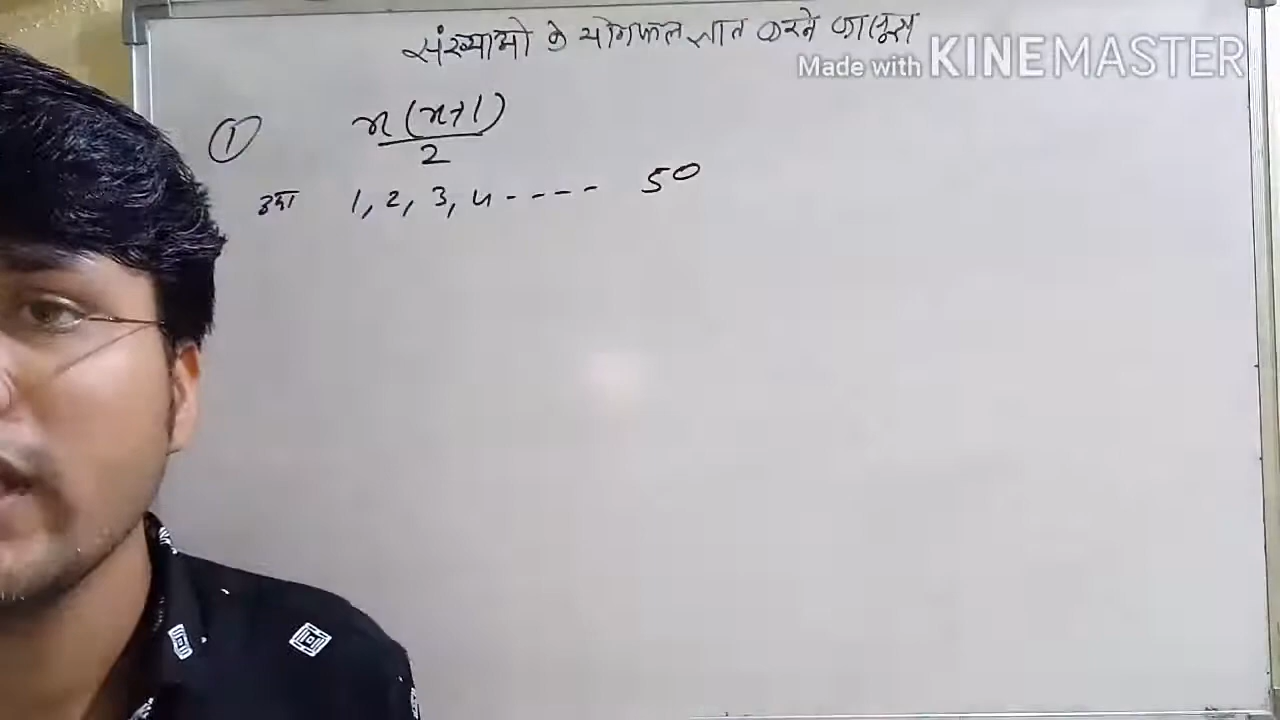 संख्याओ के योगफल ज्ञात करने का सूत्र
Made with KINEMASTER
① n(n+1)
2
उदा 1, 2, 3, 4 - - - - 50